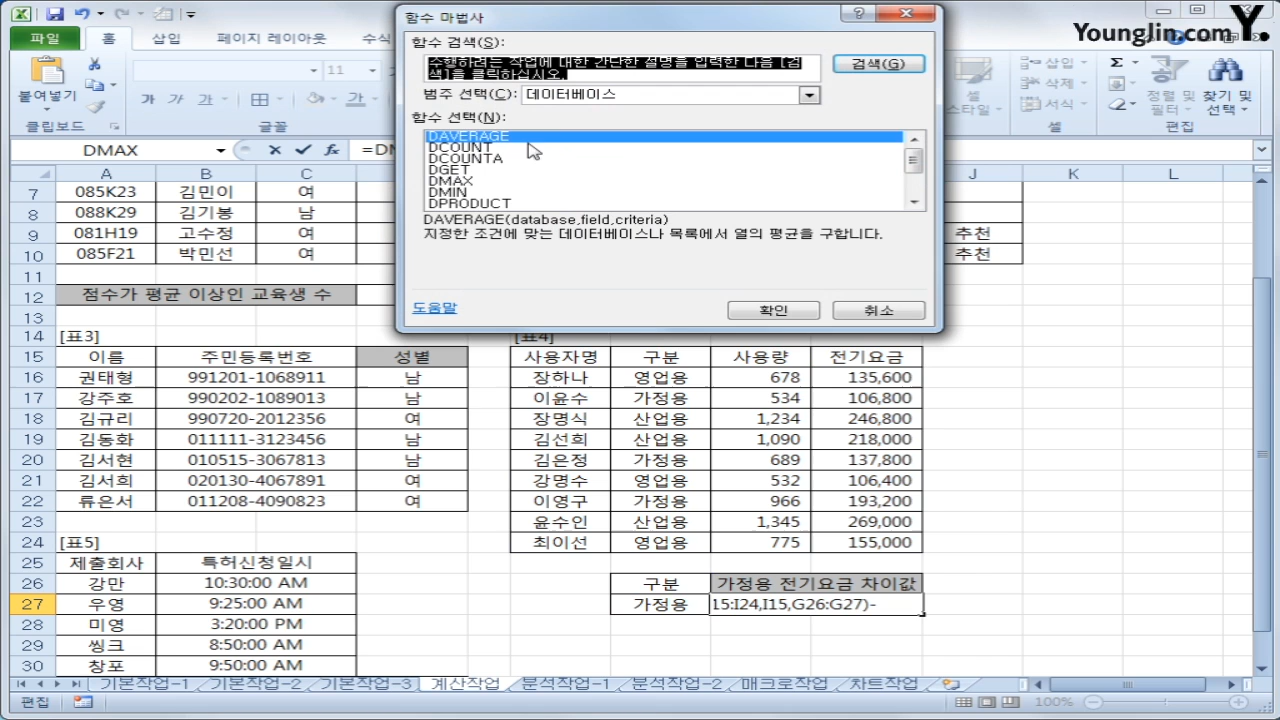 함수 마법사
Younglin.com Y.
파일 홈 삽입 페이지 레이아웃 수식
함수 검색(S):
수행하려는 작업에 대한 간단한 설명을 입력한 다음 [검
색]을 클릭하십시오.
검색(G)
범주 선택(C): 데이터베이스
함수 선택(N):
DAVERAGE
DCOUNT
DCOUNTA
DGET
DMAX
DMIN
DPRODUCT
DAVERAGE(database,field,criteria)
지정한 조건에 맞는 데이터베이스나 목록에서 열의 평균을 구합니다.
도움말 확인 취소
붙여넣기
클립보드
11
가 가 가
가
글꼴
셀
스타일
삽입
삭제
서식
셀
Σ
정렬 및
필터
찾기 및
선택
편집
DMAX fx =DM
A B C J K L
7 085K23 김민이 여
8 088K29 김기봉 남
9 081H19 고수정 여 추천
10 085F21 박민선 여 추천
11
12 점수가 평균 이상인 교육생 수
13
14 [표3] [표4]
15 이름 주민등록번호 성별 사용자명 구분 사용량 전기요금
16 권태형 991201-1068911 남 장하나 영업용 678 135,600
17 강주호 990202-1089013 남 이윤수 가정용 534 106,800
18 김규리 990720-2012356 여 장명식 산업용 1,234 246,800
19 김동화 011111-3123456 남 김선희 산업용 1,090 218,000
20 김서현 010515-3067813 남 김은정 가정용 689 137,800
21 김서희 020130-4067891 여 강명수 영업용 532 106,400
22 류은서 011208-4090823 여 이영구 가정용 966 193,200
23 윤수인 산업용 1,345 269,000
24 [표5] 최이선 영업용 775 155,000
25 제출회사 특허신청일시
26 강만 10:30:00 AM 구분 가정용 전기요금 차이값
27 우영 9:25:00 AM 가정용 15:I24,I15,G26:G27)-
28 미영 3:20:00 PM
29 씽크 8:50:00 AM
30 창포 9:50:00 AM
기본작업-1 기본작업-2 기본작업-3 계산작업 분석작업-1 분석작업-2 매크로작업 차트작업
편집 100%